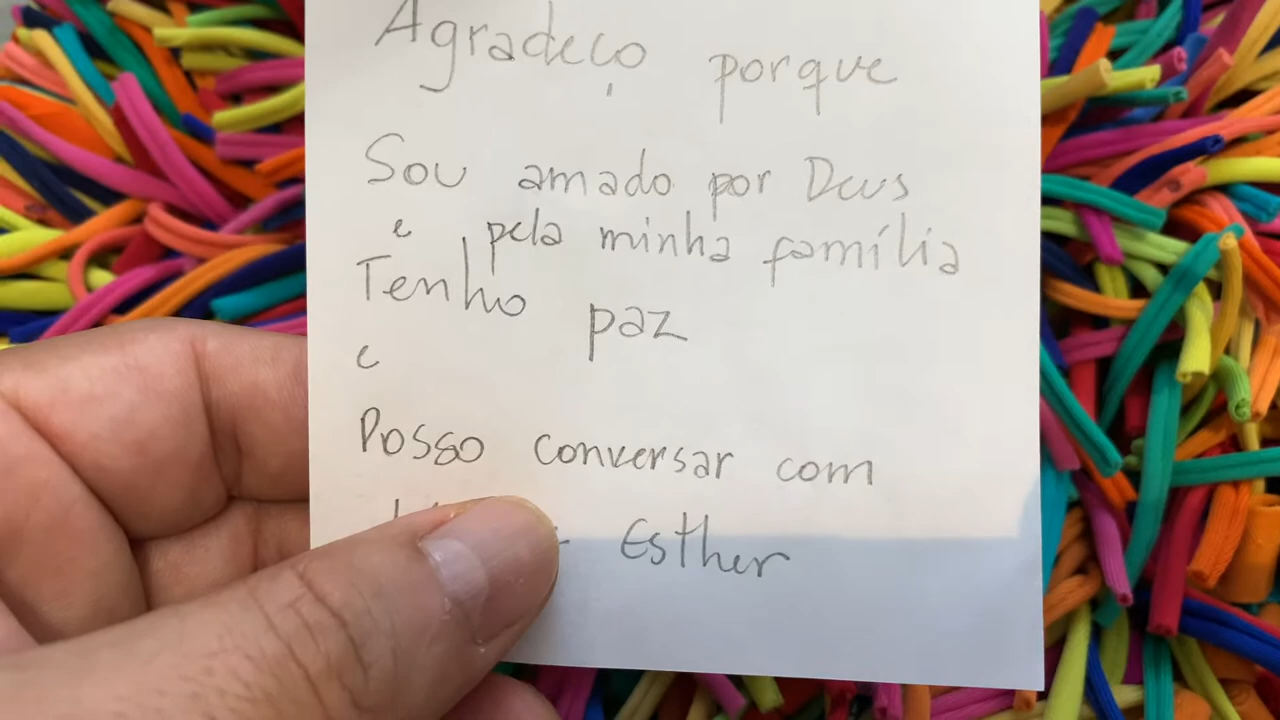 Agradeço porque
Sou amado por Deus
e pela minha família
Tenho paz
e
Posso conversar com
Esther